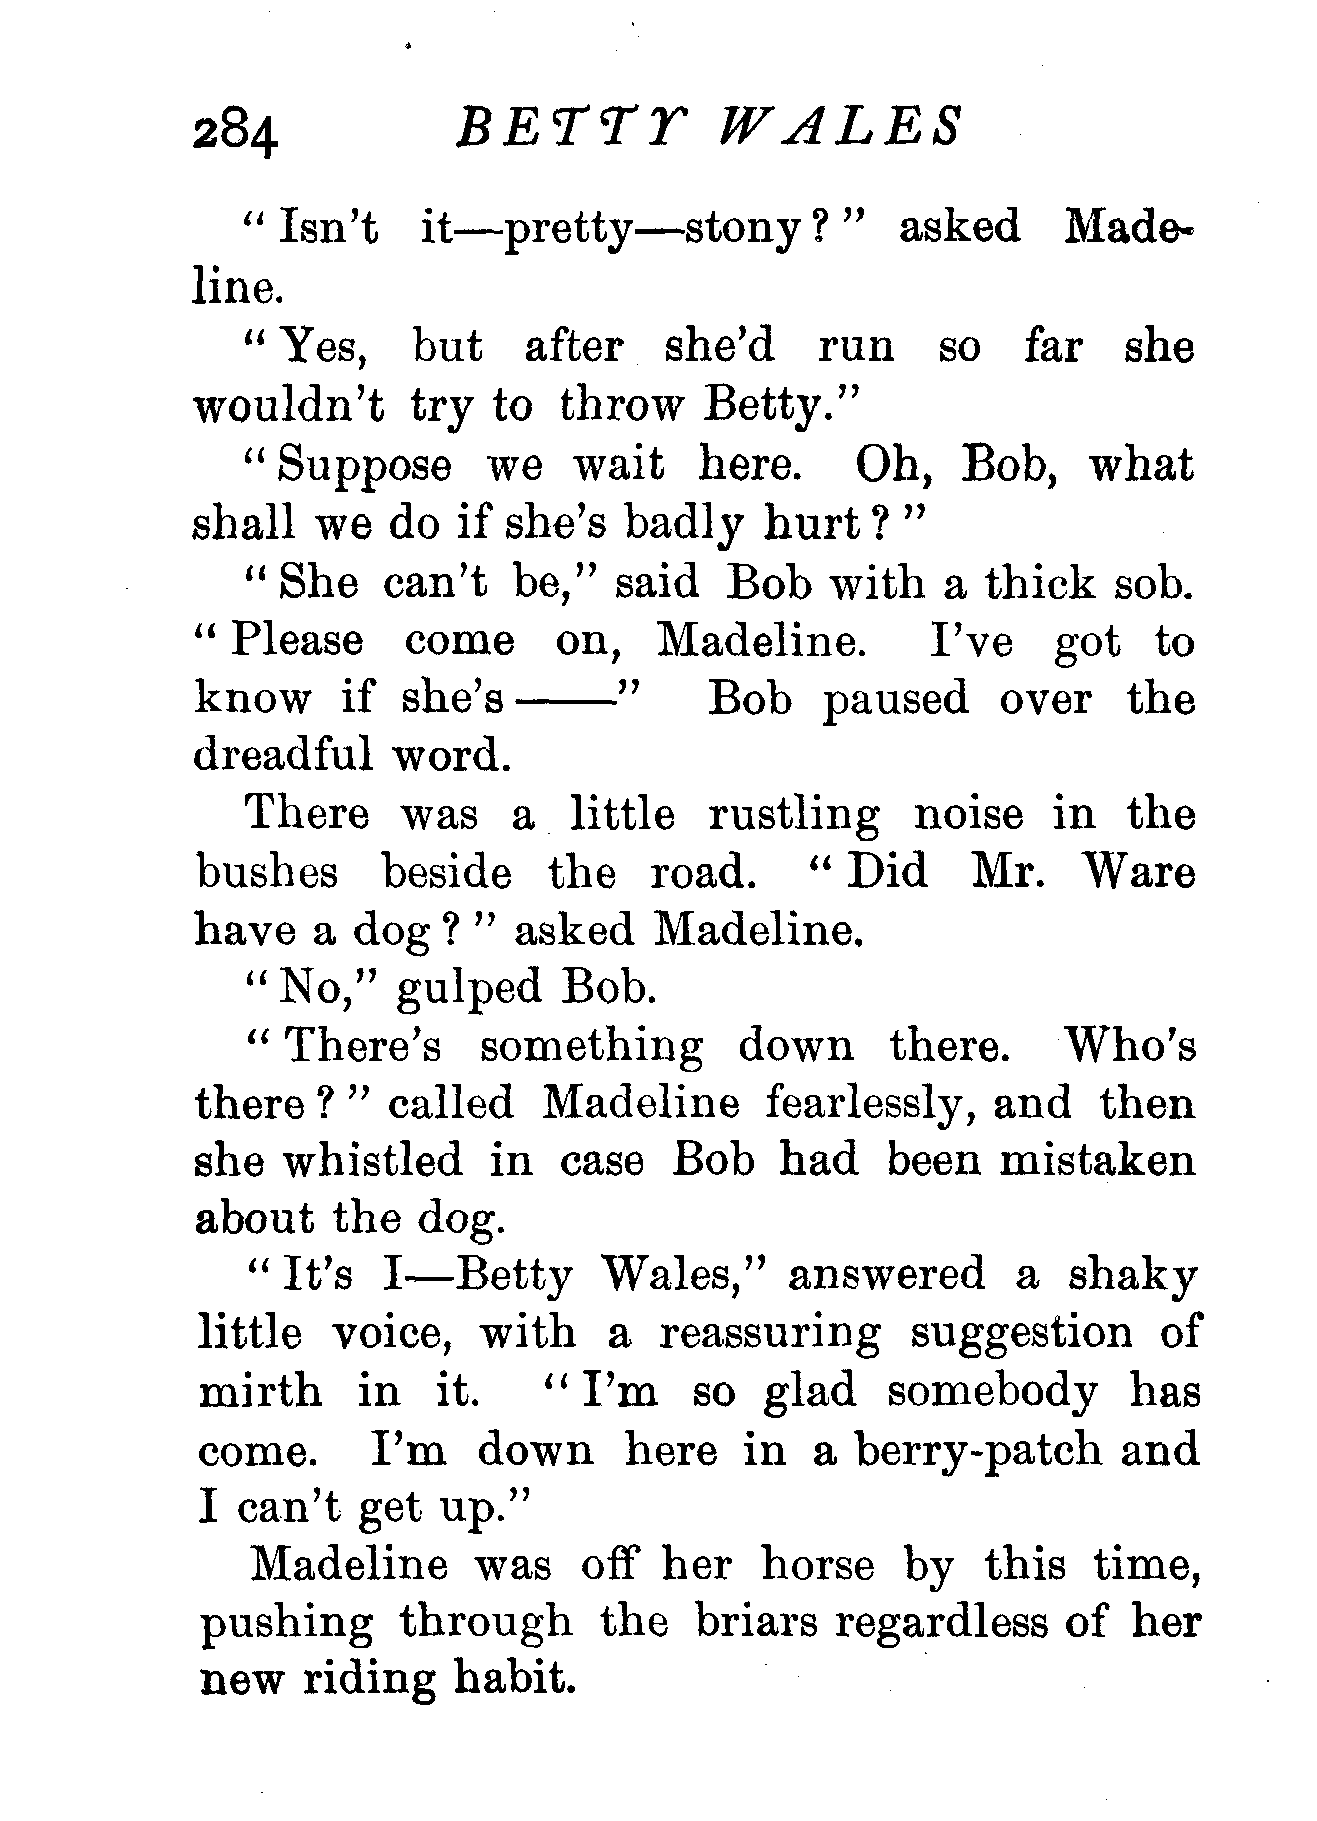 284 BETTY WALES
“ Isn't it—pretty—stony ? ” asked Made-
line.
“ Yes, but after she'd run so far she
wouldn't try to throw Betty.”
“ Suppose we wait here. Oh, Bob, what
shall we do if she's badly hurt ? ”
“ She can't be,” said Bob with a thick sob.
“ Please come on, Madeline. I've got to
know if she's ——” Bob paused over the
dreadful word.
There was a little rustling noise in the
bushes beside the road. “ Did Mr. Ware
have a dog ? ” asked Madeline.
“ No,” gulped Bob.
“ There's something down there. Who's
there ? ” called Madeline fearlessly, and then
she whistled in case Bob had been mistaken
about the dog.
“ It's I—Betty Wales,” answered a shaky
little voice, with a reassuring suggestion of
mirth in it. “ I'm so glad somebody has
come. I'm down here in a berry-patch and
I can't get up.”
Madeline was off her horse by this time,
pushing through the briars regardless of her
new riding habit.